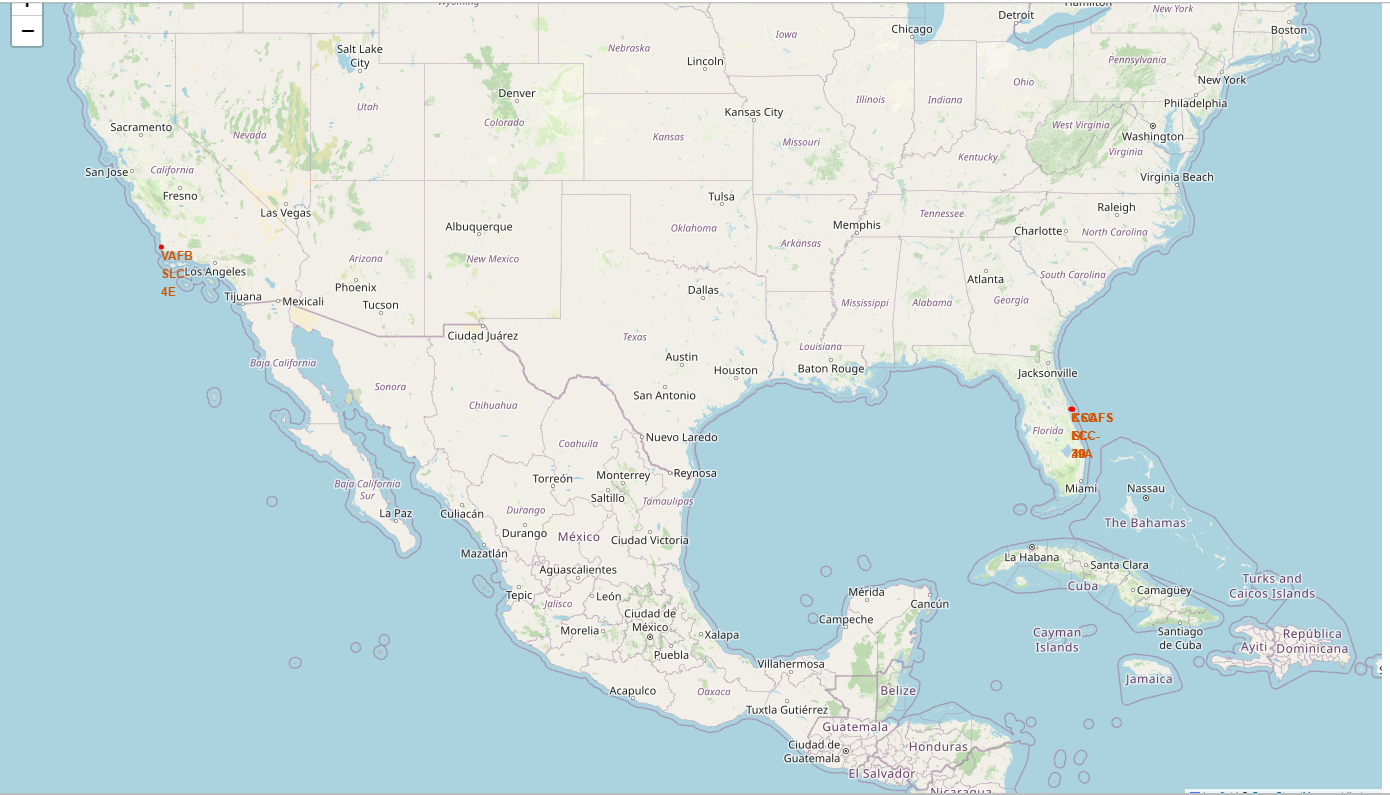 Wyoming
Hamilton
New York
Detroit
Chicago
Boston
Iowa
Nebraska
Salt Lake
City
Lincoln
Pennsylvania
New York
Ohio
Denver
Utah
Illinois
Indiana
Philadelphia
Kansas City
Colorado
Sacramento
Nevada
Kansas
Missouri
West Virginia
Washington
Virginia
Kentucky
San Jose
California
Virginia Beach
Fresno
Tulsa
Las Vegas
Raleigh
Tennessee
Albuquerque
Oklahoma
Memphis
Charlotte
North Carolina
Arkansas
VAFB
SLC-
4E
Los Angeles
Arizona
New Mexico
South Carolina
Atlanta
Phoenix
Dallas
Tijuana
Mexicali
Tucson
Mississippi
Alabama
Georgia
Ciudad Juárez
Texas
Louisiana
Austin
Baja California
Houston
Baton Rouge
Jacksonville
Sonora
San Antonio
Chihuahua
Florida
Nuevo Laredo
Coahuila
Reynosa
Monterrey
Torreón
Baja California
Sur
Saltillo
Tamaulipas
Miami
Nassau
La Paz
Culiacán
Durango
The Bahamas
Durango
México
Ciudad Victoria
Mazatlán
La Habana
Santa Clara
Aguascalientes
Cuba
Camagüey
Turks and
Caicos Islands
Tepic
León
Jalisco
Mérida
Cancún
Ciudad de
México
Campeche
Morelia
Xalapa
Cayman
Islands
Santiago
de Cuba
Ayiti
República
Dominicana
Puebla
Villahermosa
Jamaica
Acapulco
Oaxaca
Belize
Tuxtla Gutiérrez
Guatemala
Ciudad de
Guatemala
Honduras
El Salvador
Nicaragua